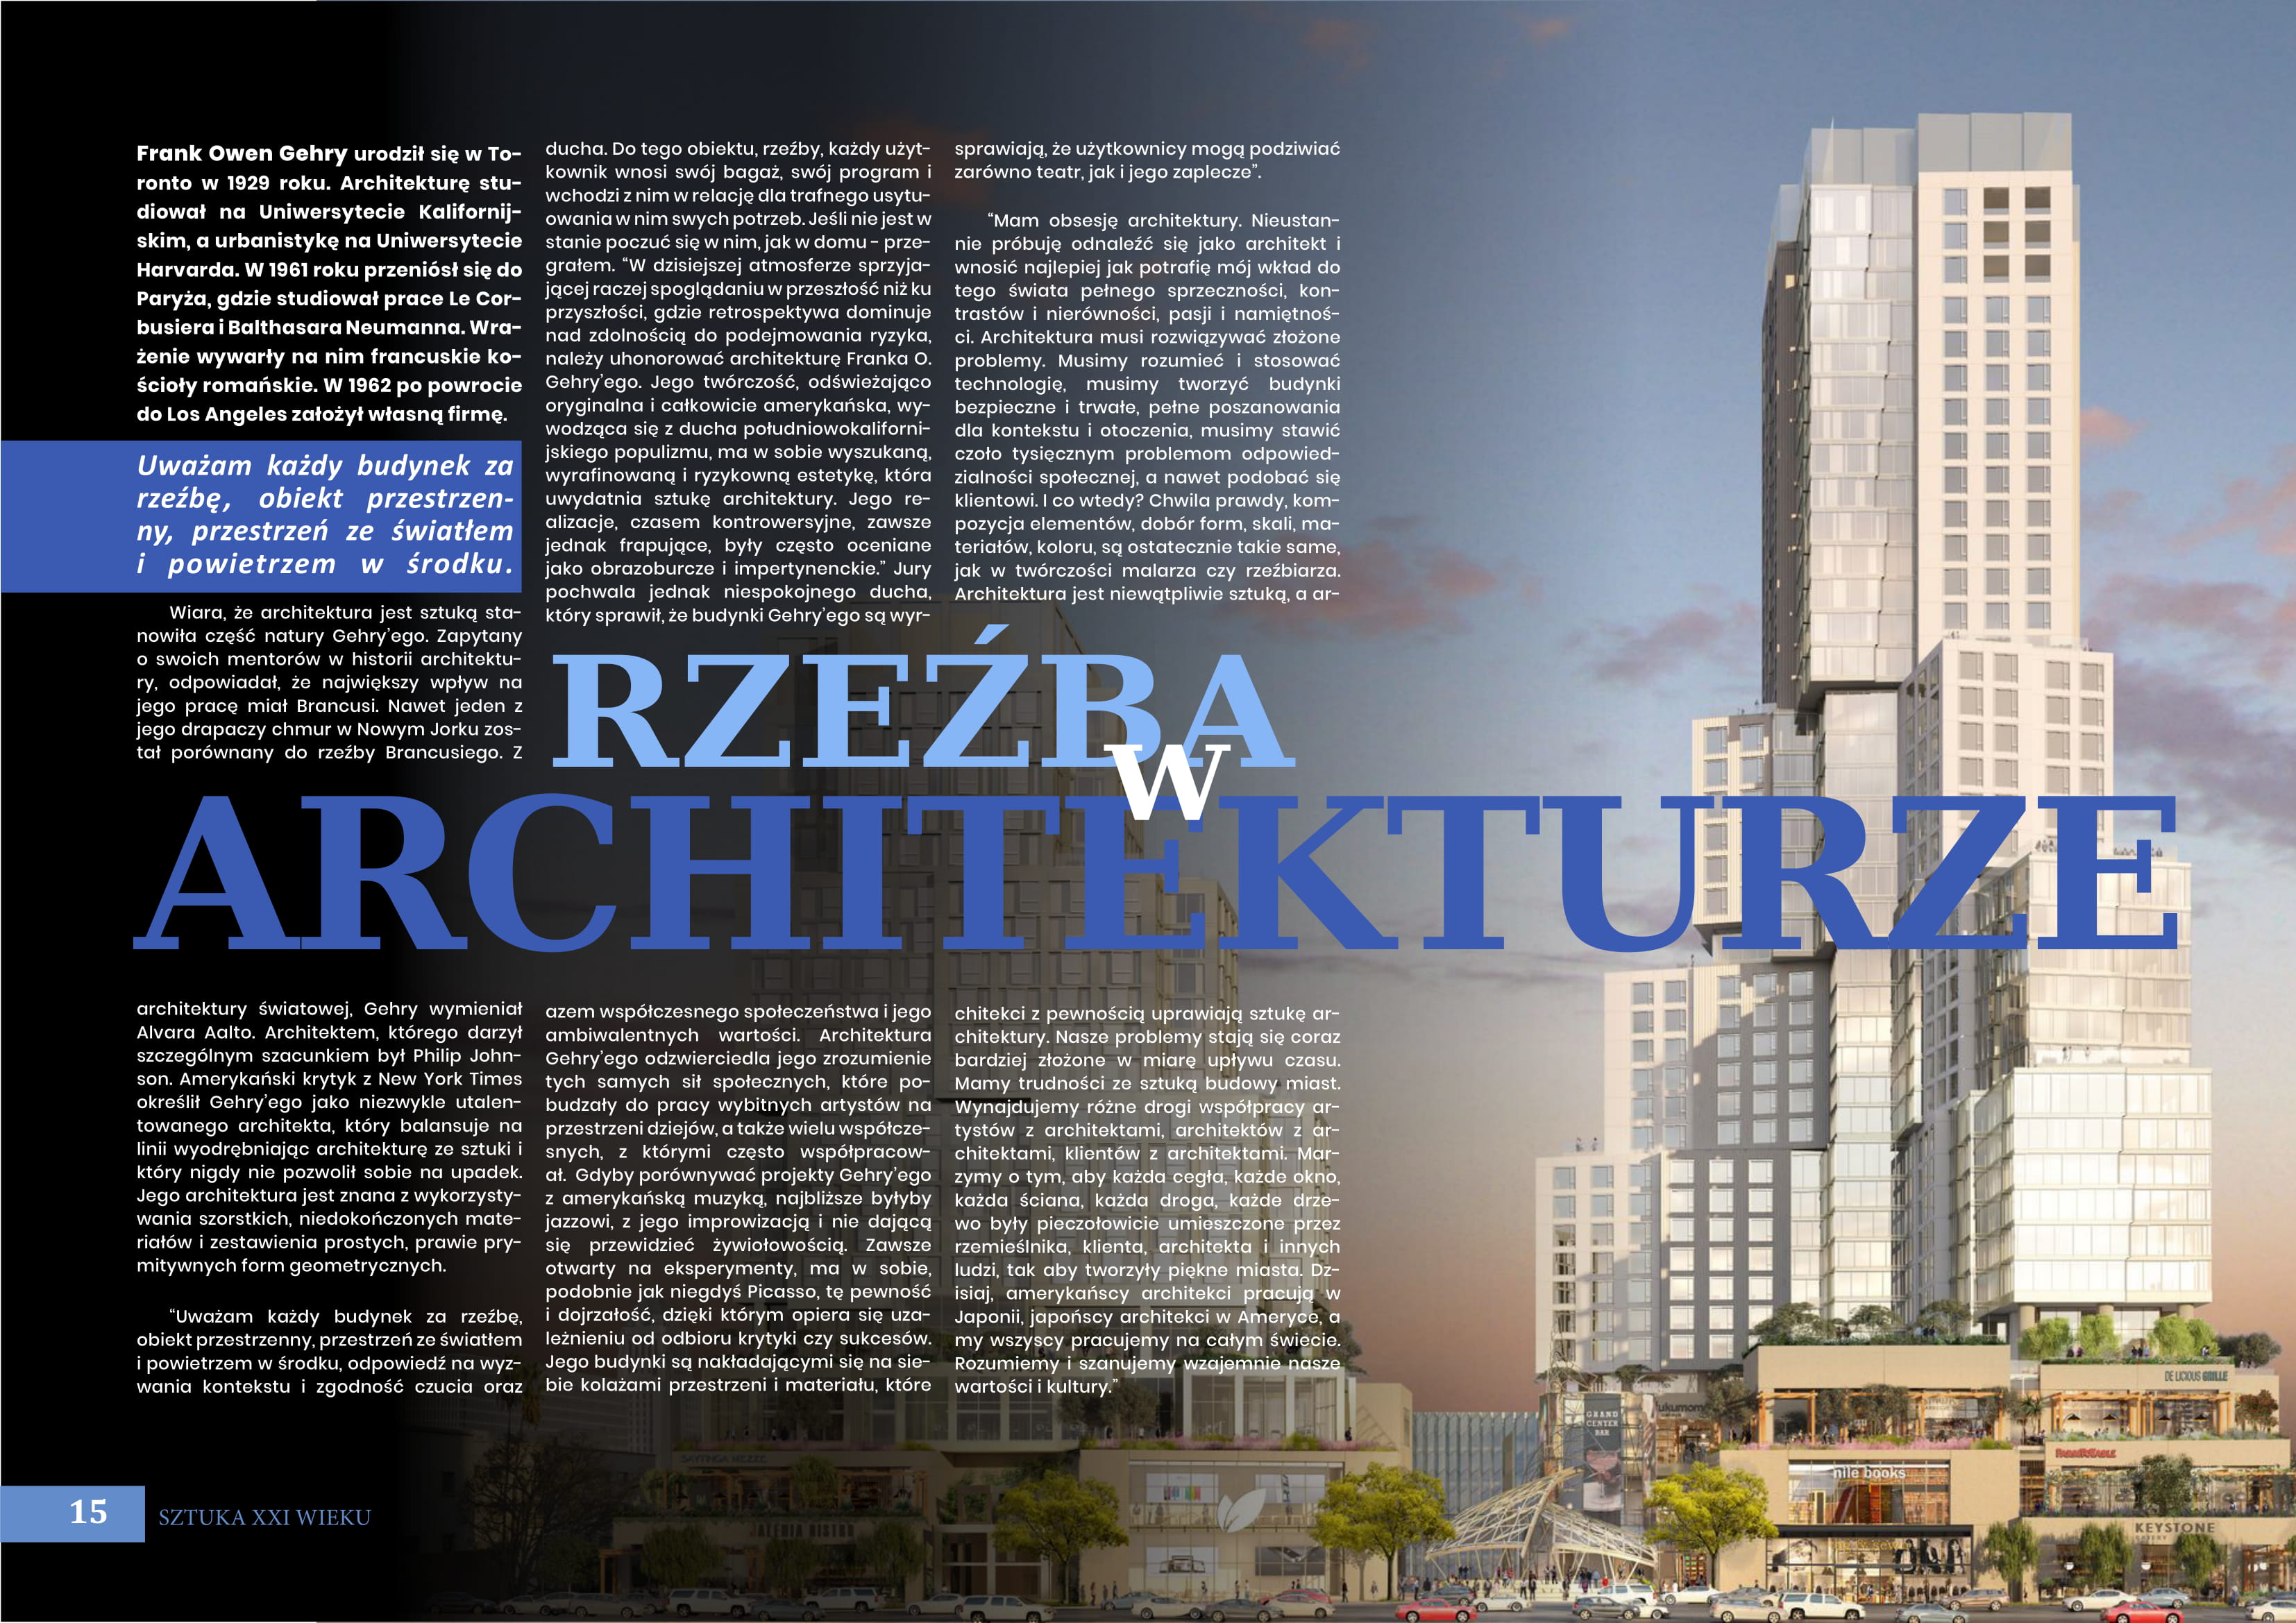 Frank Owen Gehry urodził się w To-
ronto w 1929 roku. Architekturę stu-
diował na Uniwersytecie Kalifornij-
skim, a urbanistykę na Uniwersytecie
Harvarda. W 1961 roku przeniósł się do
Paryża, gdzie studiował prace Le Cor-
busiera i Balthasara Neumanna. Wra-
żenie wywarły na nim francuskie ko-
ścioły romańskie. W 1962 po powrocie
do Los Angeles założył własną firmę.
Uważam każdy budynek za
rzeźbę, obiekt przestrzen-
ny, przestrzeń ze światłem
i powietrzem w środku.
Wiara, że architektura jest sztuką sta-
nowiła część natury Gehry’ego. Zapytany
o swoich mentorów w historii architektu-
ry, odpowiadał, że największy wpływ na
jego pracę miał Brancusi. Nawet jeden z
jego drapaczy chmur w Nowym Jorku zos-
tał porównany do rzeźby Brancusiego. Z
RZEŹBA
W
ARCHITEKTURZE
architektury światowej, Gehry wymieniał
Alvara Aalto. Architektem, którego darzył
szczególnym szacunkiem był Philip John-
son. Amerykański krytyk z New York Times
określił Gehry’ego jako niezwykle utalen-
towanego architekta, który balansuje na
linii wyodrębniając architekturę ze sztuki i
który nigdy nie pozwolił sobie na upadek.
Jego architektura jest znana z wykorzysty-
wania szorstkich, niedokończonych mate-
riałów i zestawienia prostych, prawie pry-
mitywnych form geometrycznych.
“Uważam każdy budynek za rzeźbę,
obiekt przestrzenny, przestrzeń ze światłem
i powietrzem w środku, odpowiedź na wyz-
wania kontekstu i zgodność czucia oraz
ducha. Do tego obiektu, rzeźby, każdy użyt-
kownik wnosi swój bagaż, swój program i
wchodzi z nim w relację dla trafnego usytu-
owania w nim swych potrzeb. Jeśli nie jest w
stanie poczuć się w nim, jak w domu - prze-
grałem. “W dzisiejszej atmosferze sprzyja-
jącej raczej spoglądaniu w przeszłość niż ku
przyszłości, gdzie retrospektywa dominuje
nad zdolnością do podejmowania ryzyka,
należy uhonorować architekturę Franka O.
Gehry’ego. Jego twórczość, odświeżająco
oryginalna i całkowicie amerykańska, wy-
wodząca się z ducha południowokaliforni-
jskiego populizmu, ma w sobie wyszukaną,
wyrafinowaną i ryzykowną estetykę, która
uwydatnia sztukę architektury. Jego re-
alizacje, czasem kontrowersyjne, zawsze
jednak frapujące, były często oceniane
jako obrazoburcze i impertynenckie.” Jury
pochwala jednak niespokojnego ducha,
który sprawił, że budynki Gehry’ego są wyr-
azem współczesnego społeczeństwa i jego
ambiwalentnych wartości. Architektura
Gehry’ego odzwierciedla jego zrozumienie
tych samych sił społecznych, które po-
budzały do pracy wybitnych artystów na
przestrzeni dziejów, a także wielu współcze-
snych, z którymi często współpracow-
ał. Gdyby porównywać projekty Gehry’ego
z amerykańską muzyką, najbliższe byłyby
jazzowi, z jego improwizacją i nie dającą
się przewidzieć żywiołowością. Zawsze
otwarty na eksperymenty, ma w sobie,
podobnie jak niegdyś Picasso, tę pewność
i dojrzałość, dzięki którym opiera się uza-
leżnieniu od odbioru krytyki czy sukcesów.
Jego budynki są nakładającymi się na sie-
bie kolażami przestrzeni i materiału, które
sprawiają, że użytkownicy mogą podziwiać
zarówno teatr, jak i jego zaplecze”.
“Mam obsesję architektury. Nieustan-
nie próbuję odnaleźć się jako architekt i
wnosić najlepiej jak potrafię mój wkład do
tego świata pełnego sprzeczności, kon-
trastów i nierówności, pasji i namiętnoś-
ci. Architektura musi rozwiązywać złożone
problemy. Musimy rozumieć i stosować
technologię, musimy tworzyć budynki
bezpieczne i trwałe, pełne poszanowania
dla kontekstu i otoczenia, musimy stawić
czoło tysięcznym problemom odpowied-
zialności społecznej, a nawet podobać się
klientowi. I co wtedy? Chwila prawdy, kom-
pozycja elementów, dobór form, skali, ma-
teriałów, koloru, są ostatecznie takie same,
jak w twórczości malarza czy rzeźbiarza.
Architektura jest niewątpliwie sztuką, a ar-
chitekci z pewnością uprawiają sztukę ar-
chitektury. Nasze problemy stają się coraz
bardziej złożone w miarę upływu czasu.
Mamy trudności ze sztuką budowy miast.
Wynajdujemy różne drogi współpracy ar-
tystów z architektami, architektów z ar-
chitektami, klientów z architektami. Mar-
zymy o tym, aby każda cegła, każde okno,
każda ściana, każda droga, każde drze-
wo były pieczołowicie umieszczone przez
rzemieślnika, klienta, architekta i innych
ludzi, tak aby tworzyły piękne miasta. Dz-
isiaj, amerykańscy architekci pracują w
Japonii, japońscy architekci w Ameryce, a
my wszyscy pracujemy na całym świecie.
Rozumiemy i szanujemy wzajemnie nasze
wartości i kultury.”
DE LICIOUS GRILLE
GRAND
CENTER
BAR
nile books
KEYSTONE
15
SZTUKA XXI WIEKU